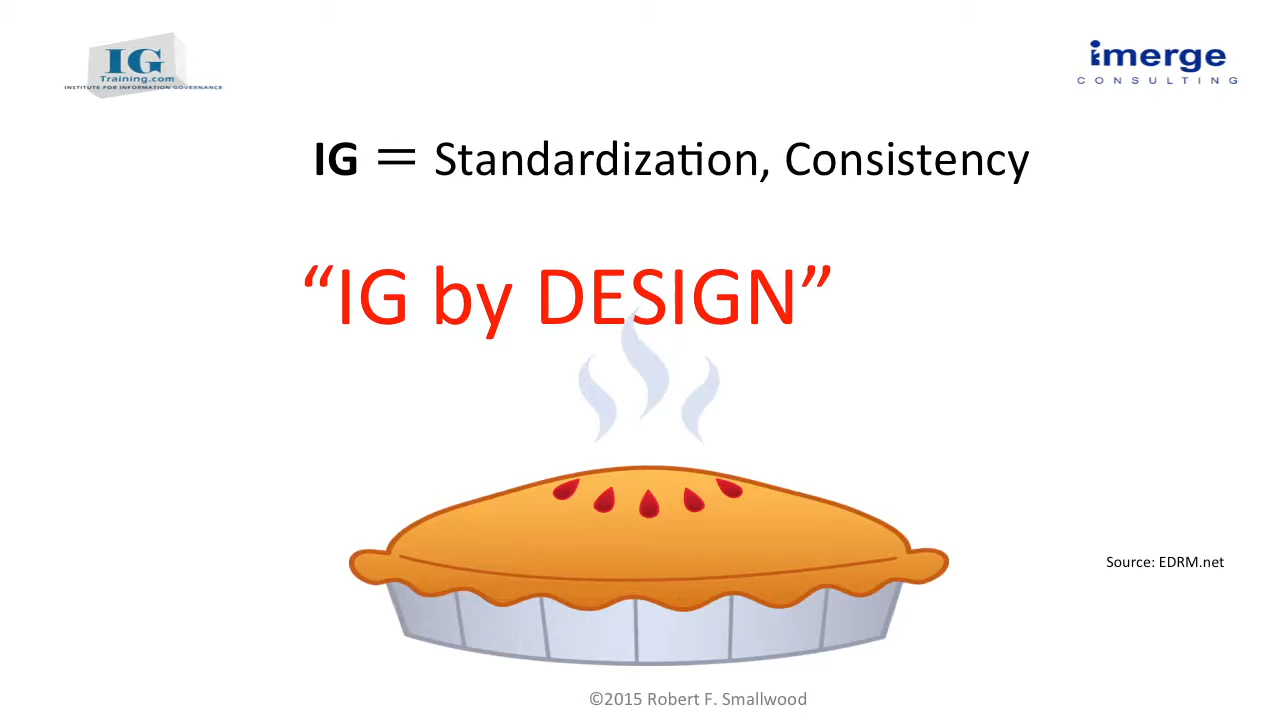 IG
Training.com
INSTITUTE FOR INFORMATION GOVERNANCE
imerge
CONSULTING
IG = Standardization, Consistency
“IG by DESIGN”
Source: EDRM.net
©2015 Robert F. Smallwood